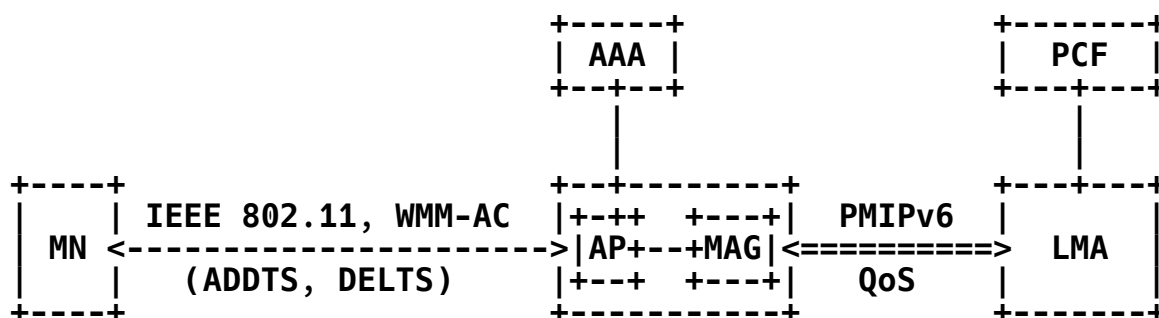 AAA PCF
IEEE 802.11, WMM-AC PMIPv6
MN AP MAG LMA
(ADDTS, DELTS) QoS